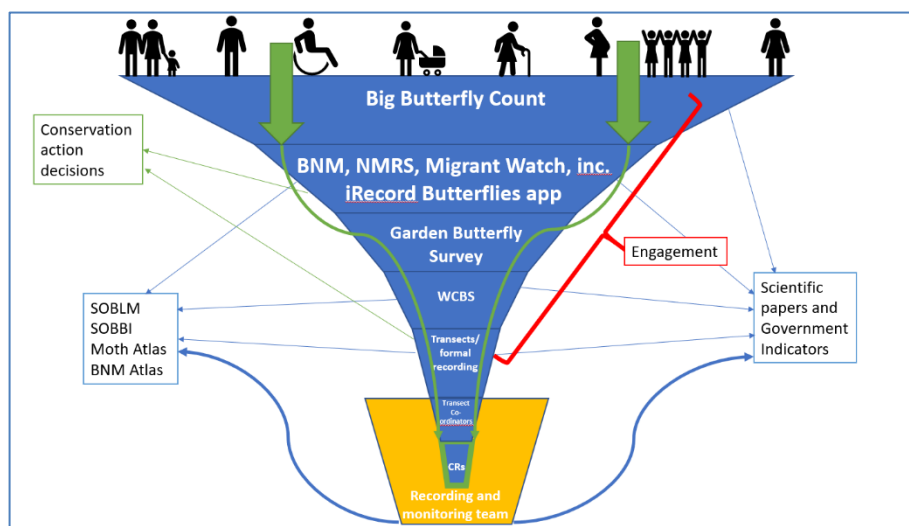 Big Butterfly Count
Conservation
action
decisions
BNM, NMRS, Migrant Watch, inc.
iRecord Butterflies app
Garden Butterfly
Survey
Engagement
WCBS
SOBLM
SOBBI
Moth Atlas
BNM Atlas
Scientific
papers and
Government
Indicators
Transects/
formal
recording
Transect
Co-
ordinators
CRs
Recording and
monitoring team